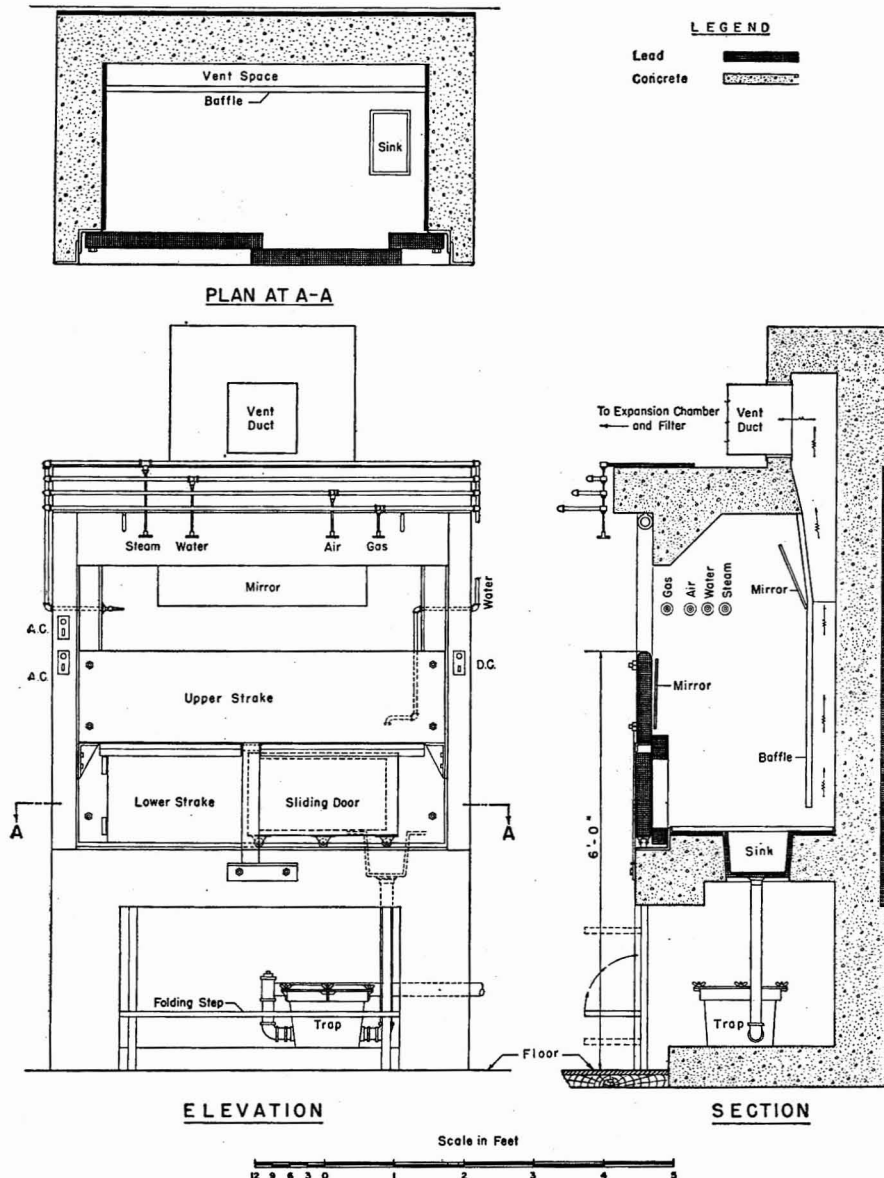 LEGEND
Lead
Concrete
Vent Space
Baffle
Sink
PLAN AT A-A
Vent
Duct
Steam Water Air Gas
Mirror
Water
A.C.
A.C.
D.C.
Upper Strake
Lower Strake Sliding Door
A A
Folding Step
Trap
Floor
ELEVATION
To Expansion Chamber
and Filter
Vent
Duct
Gas
Air
Water
Steam
Mirror
Mirror
Baffle
6'-0"
Sink
Trap
SECTION
Scale in Feet
12 9 6 3 0 1 2 3 4 5